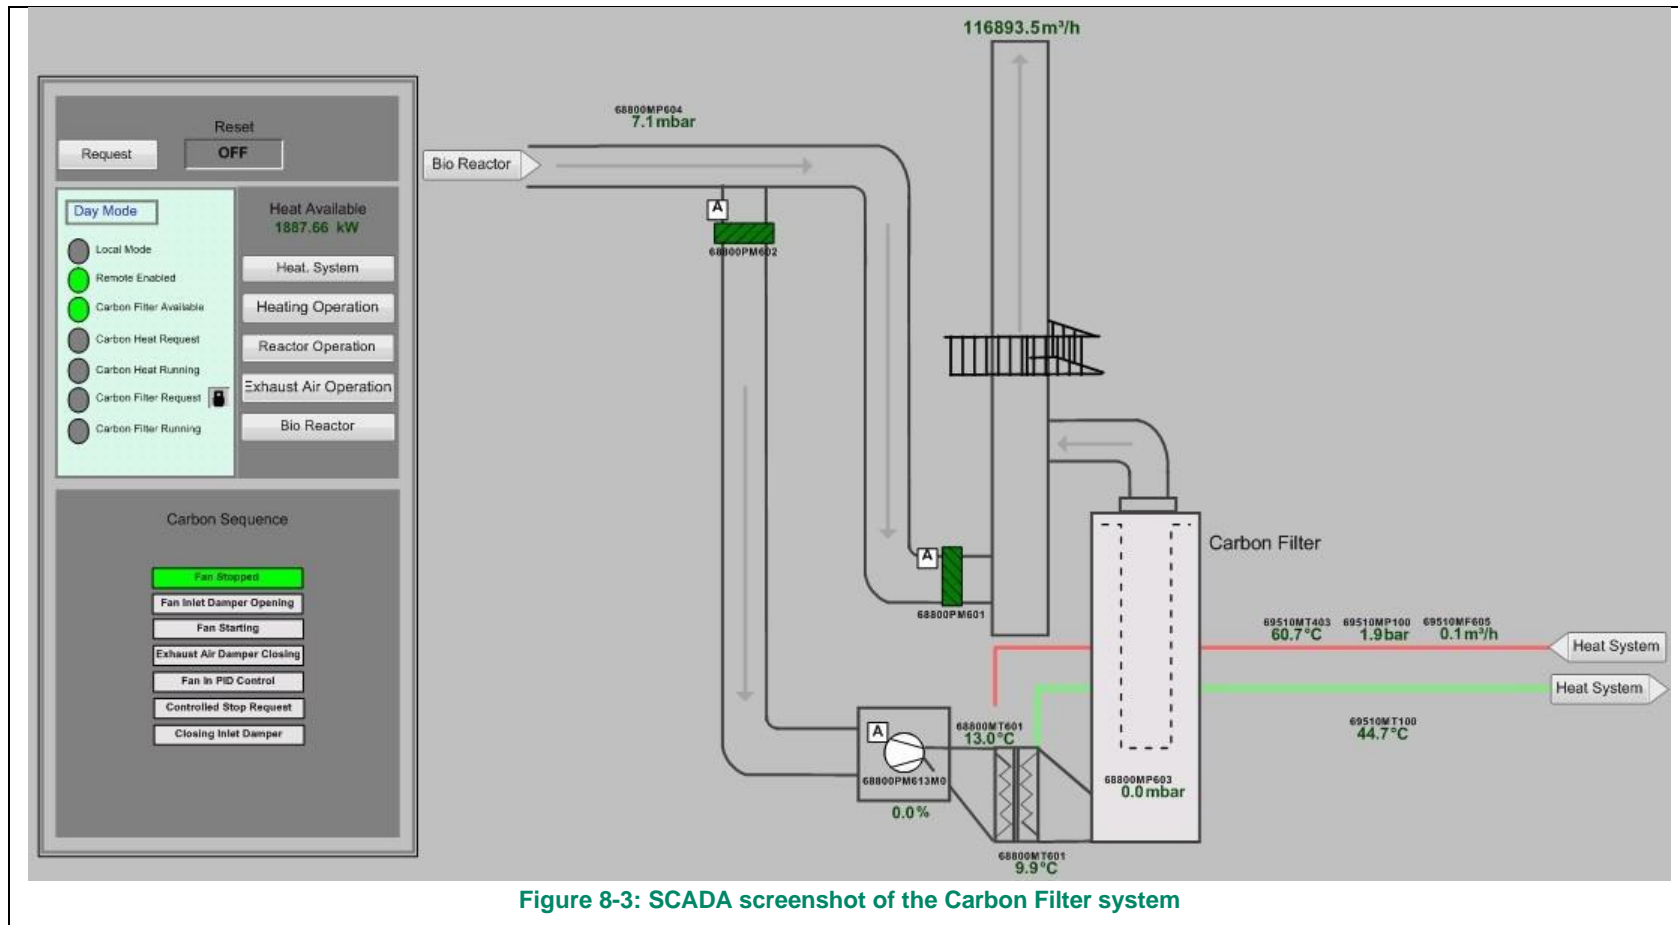 116893.5m³/h
Reset
Request
OFF
Day Mode
Local Mode
Remote Enabled
Carbon Filter Available
Carbon Heat Request
Carbon Heat Running
Carbon Filter Request
Carbon Filter Running
Heat Available
1887.66 kW
Heat. System
Heating Operation
Reactor Operation
Exhaust Air Operation
Bio Reactor
Carbon Sequence
Fan Stopped
Fan Inlet Damper Opening
Fan Starting
Exhaust Air Damper Closing
Fan In PID Control
Controlled Stop Request
Closing Inlet Damper
Bio Reactor
68800MP604
7.1mbar
A
68800PM602
A
68800PM601
Carbon Filter
69510MT403 69510MP100 69510MF605
60.7°C 1.9bar 0.1m³/h
Heat System
Heat System
69510MT100
44.7°C
A
68800PM613M0
0.0%
68800MT601
13.0°C
68800MP603
0.0mbar
68800MT601
9.9°C
Figure 8-3: SCADA screenshot of the Carbon Filter system